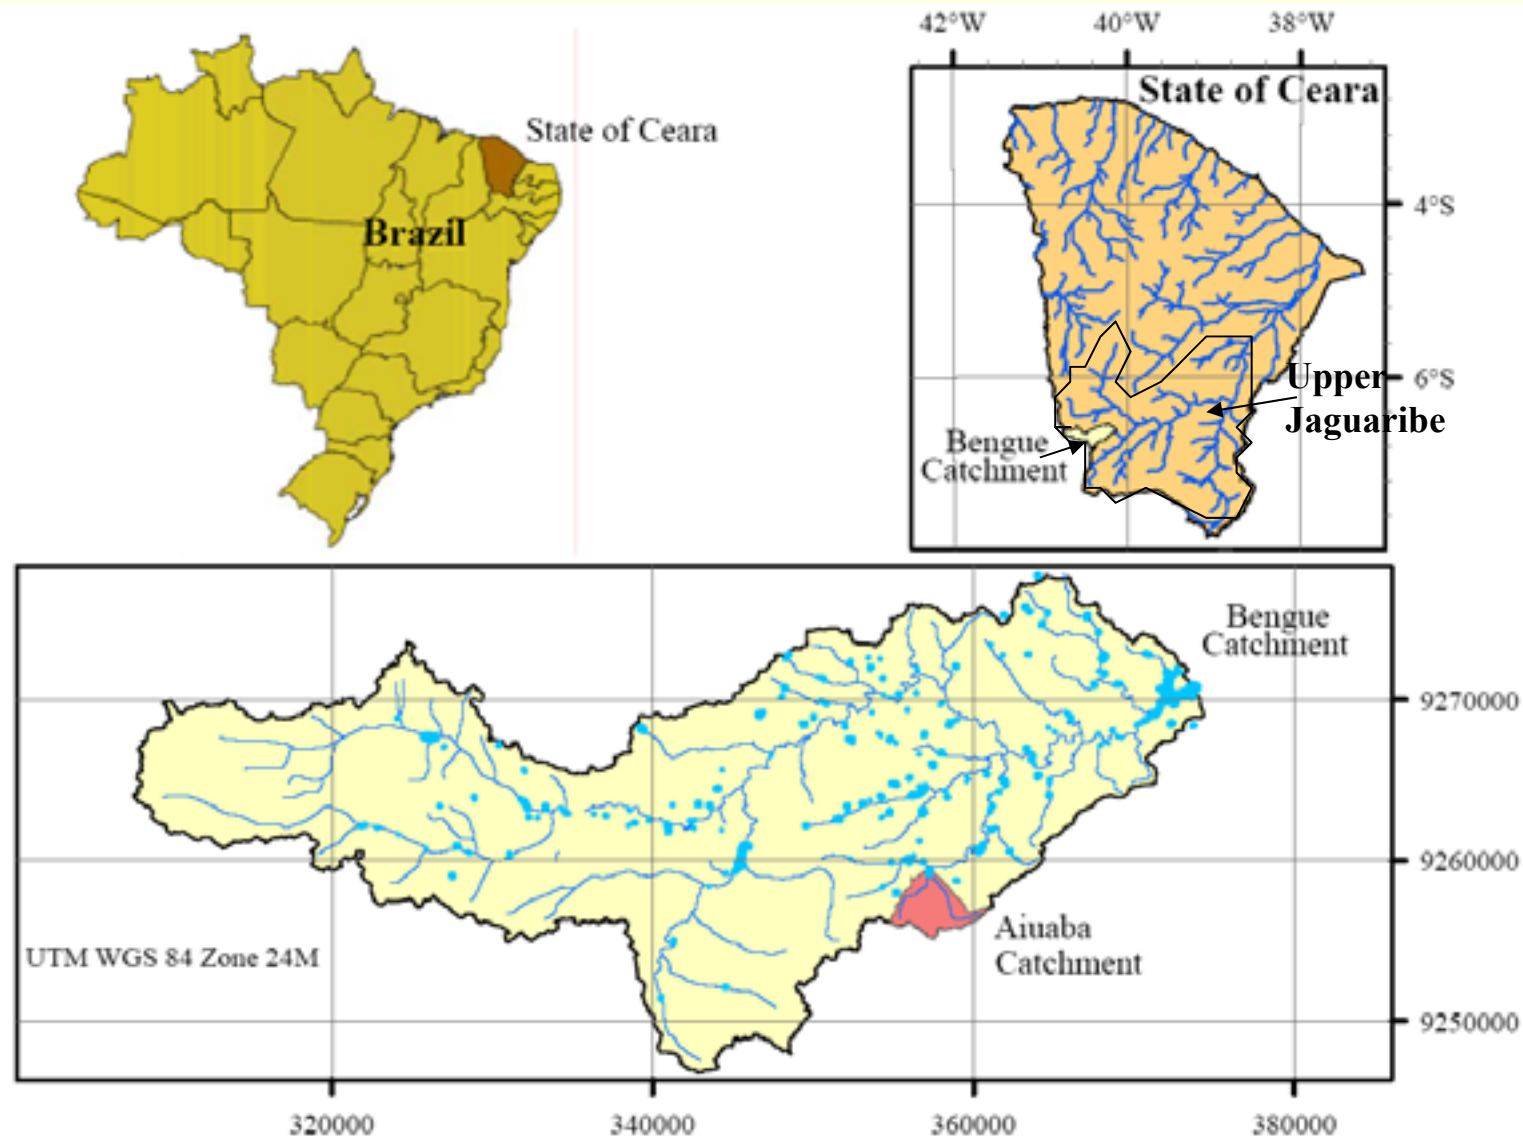 42°W
40°W
38°W
State of Ceara
State of Ceara
Brazil
4°S
6°S
Upper
Jaguaribe
Bengue
Catchment
Bengue
Catchment
9270000
9260000
Aiuaba
Catchment
UTM WGS 84 Zone 24M
9250000
320000
340000
360000
380000